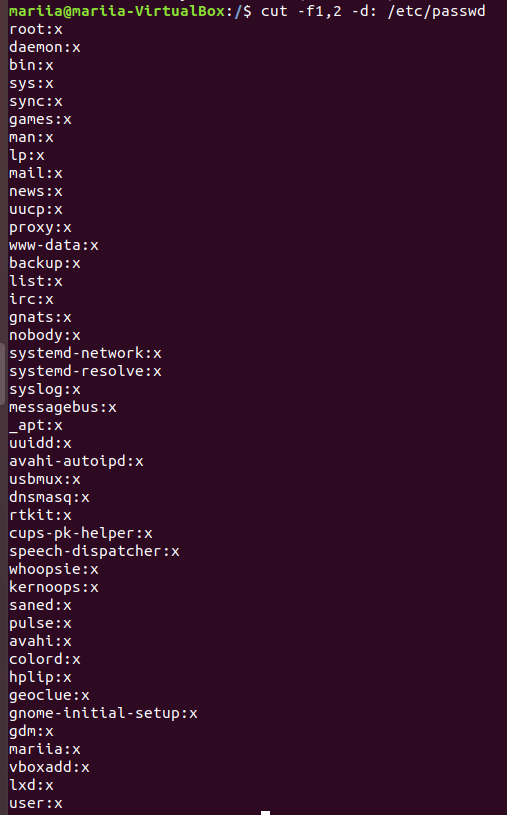 mariia@mariia-VirtualBox:/$ cut -f1,2 -d: /etc/passwd
root:x
daemon:x
bin:x
sys:x
sync:x
games:x
man:x
lp:x
mail:x
news:x
uucp:x
proxy:x
www-data:x
backup:x
list:x
irc:x
gnats:x
nobody:x
systemd-network:x
systemd-resolve:x
syslog:x
messagebus:x
_apt:x
uuidd:x
avahi-autoipd:x
usbmux:x
dnsmasq:x
rtkit:x
cups-pk-helper:x
speech-dispatcher:x
whoopsie:x
kernoops:x
saned:x
pulse:x
avahi:x
colord:x
hplip:x
geoclue:x
gnome-initial-setup:x
gdm:x
mariia:x
vboxadd:x
lxd:x
user:x